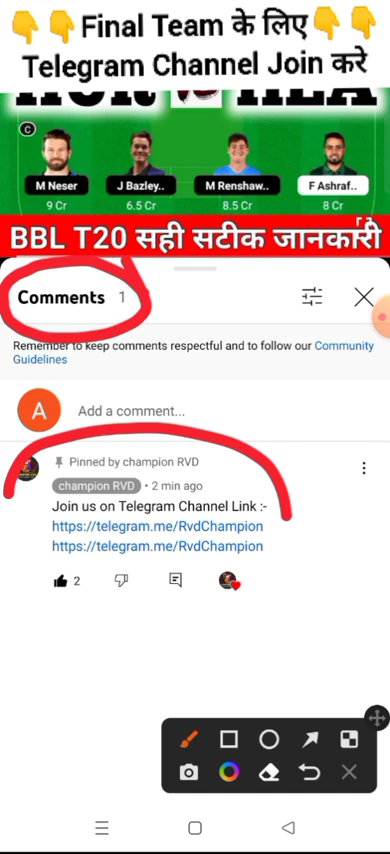 👇👇Final Team के लिए👇👇
Telegram Channel Join करे
C
M Neser J Bazley.. M Renshaw.. F Ashraf..
9 Cr 6.5 Cr 8.5 Cr 8 Cr
BBL T20 सही सटीक जानकारी
Comments 1
Remember to keep comments respectful and to follow our Community
Guidelines
A
Add a comment...
Pinned by champion RVD
champion RVD • 2 min ago
Join us on Telegram Channel Link :-
https://telegram.me/RvdChampion
https://telegram.me/RvdChampion
2